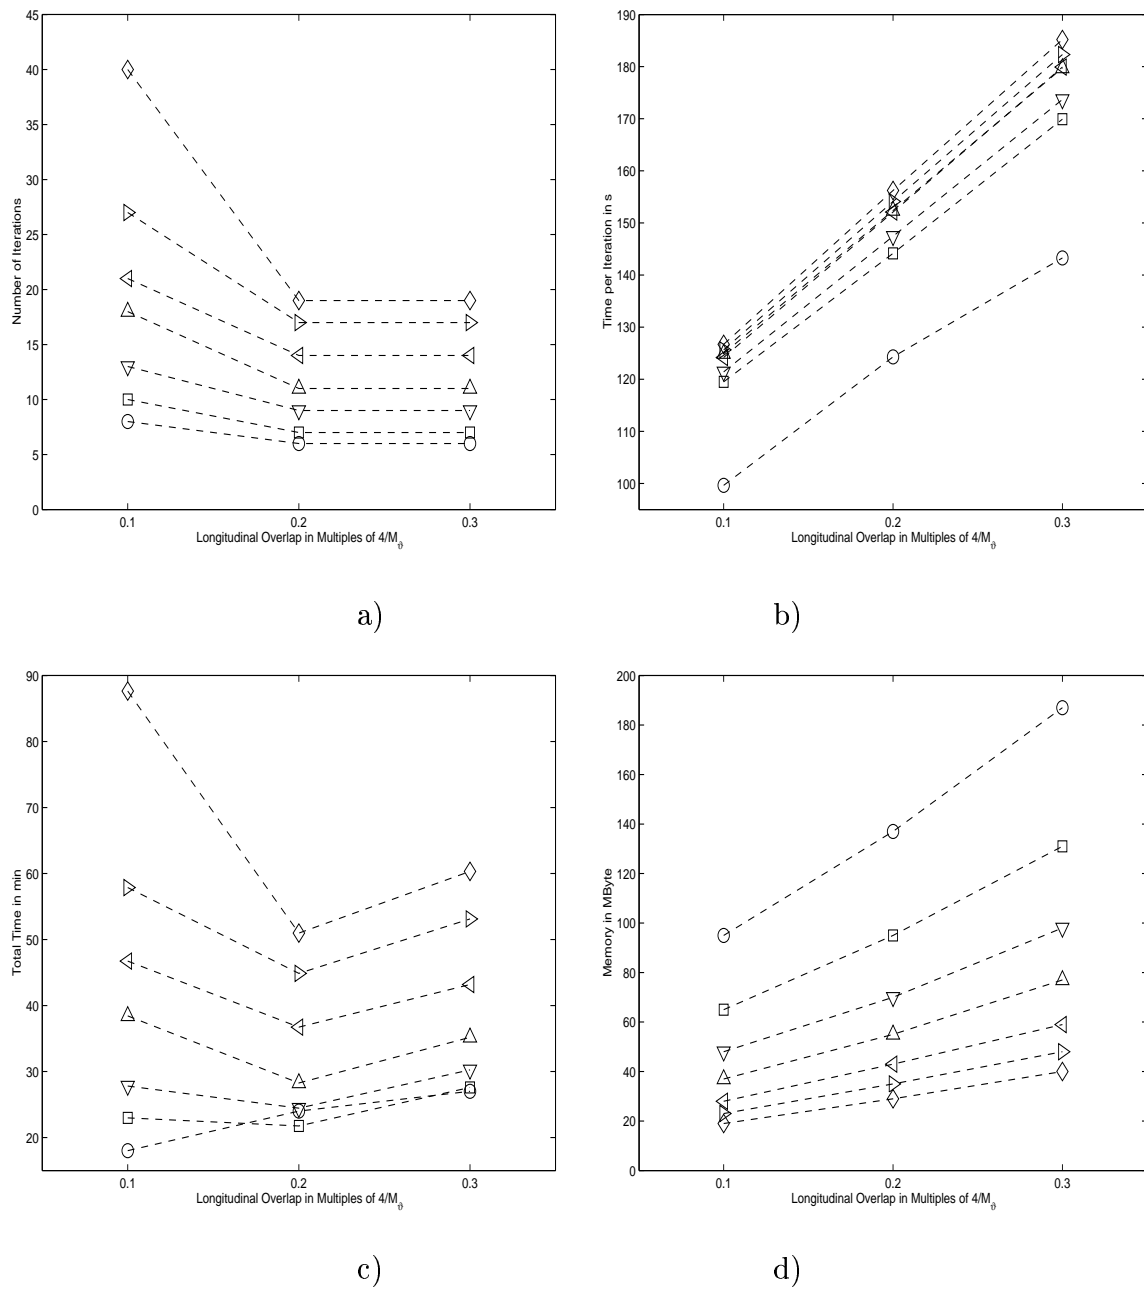 45
40
35
30
25
20
15
10
5
0
Number of Iterations
0.1 0.2 0.3
Longitudinal Overlap in Multiples of 4/Mϑ
a)
190
180
170
160
150
140
130
120
110
100
Time per Iteration in s
0.1 0.2 0.3
Longitudinal Overlap in Multiples of 4/Mϑ
b)
90
80
70
60
50
40
30
20
Total Time in min
0.1 0.2 0.3
Longitudinal Overlap in Multiples of 4/Mϑ
c)
200
180
160
140
120
100
80
60
40
20
0
Memory in MByte
0.1 0.2 0.3
Longitudinal Overlap in Multiples of 4/Mϑ
d)